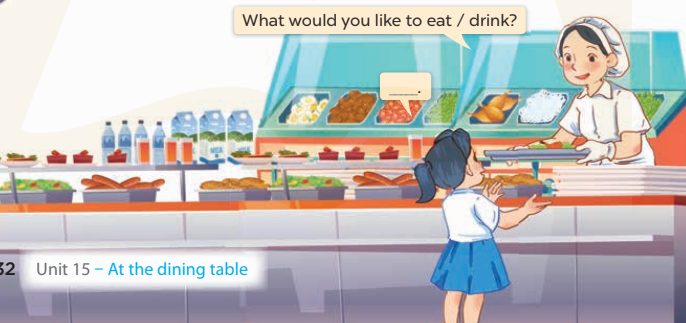 What would you like to eat / drink?
____.
32 Unit 15 – At the dining table